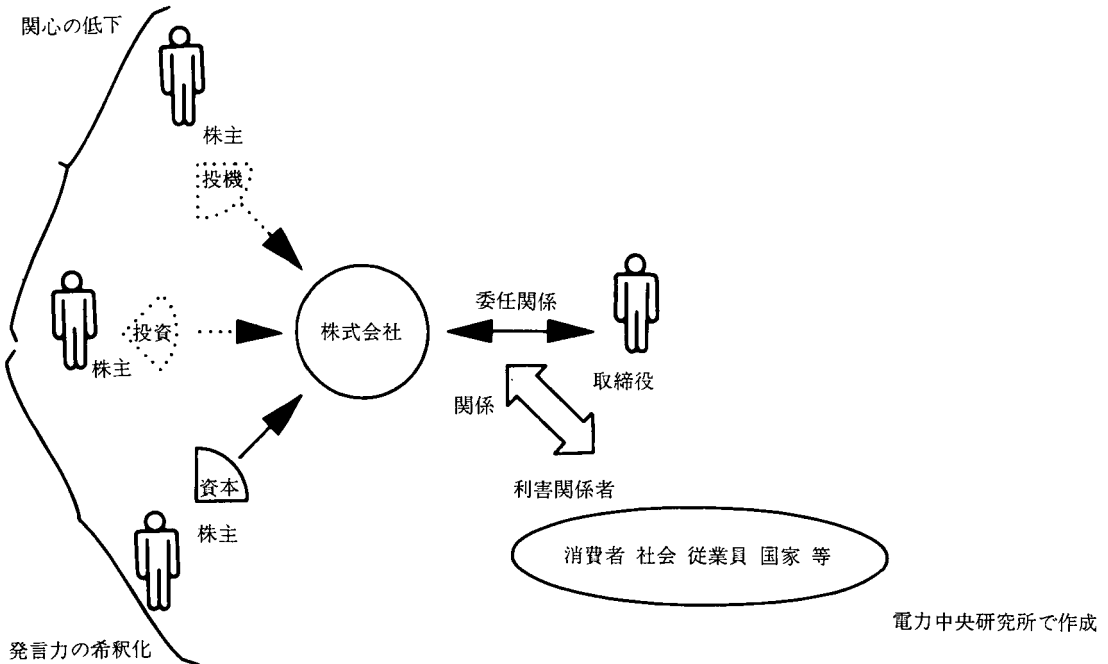 関心の低下
株主
投機
委任関係
株式会社
投資
株主
取締役
関係
資本
利害関係者
株主
消費者 社会 従業員 国家 等
電力中央研究所で作成
発言力の希釈化